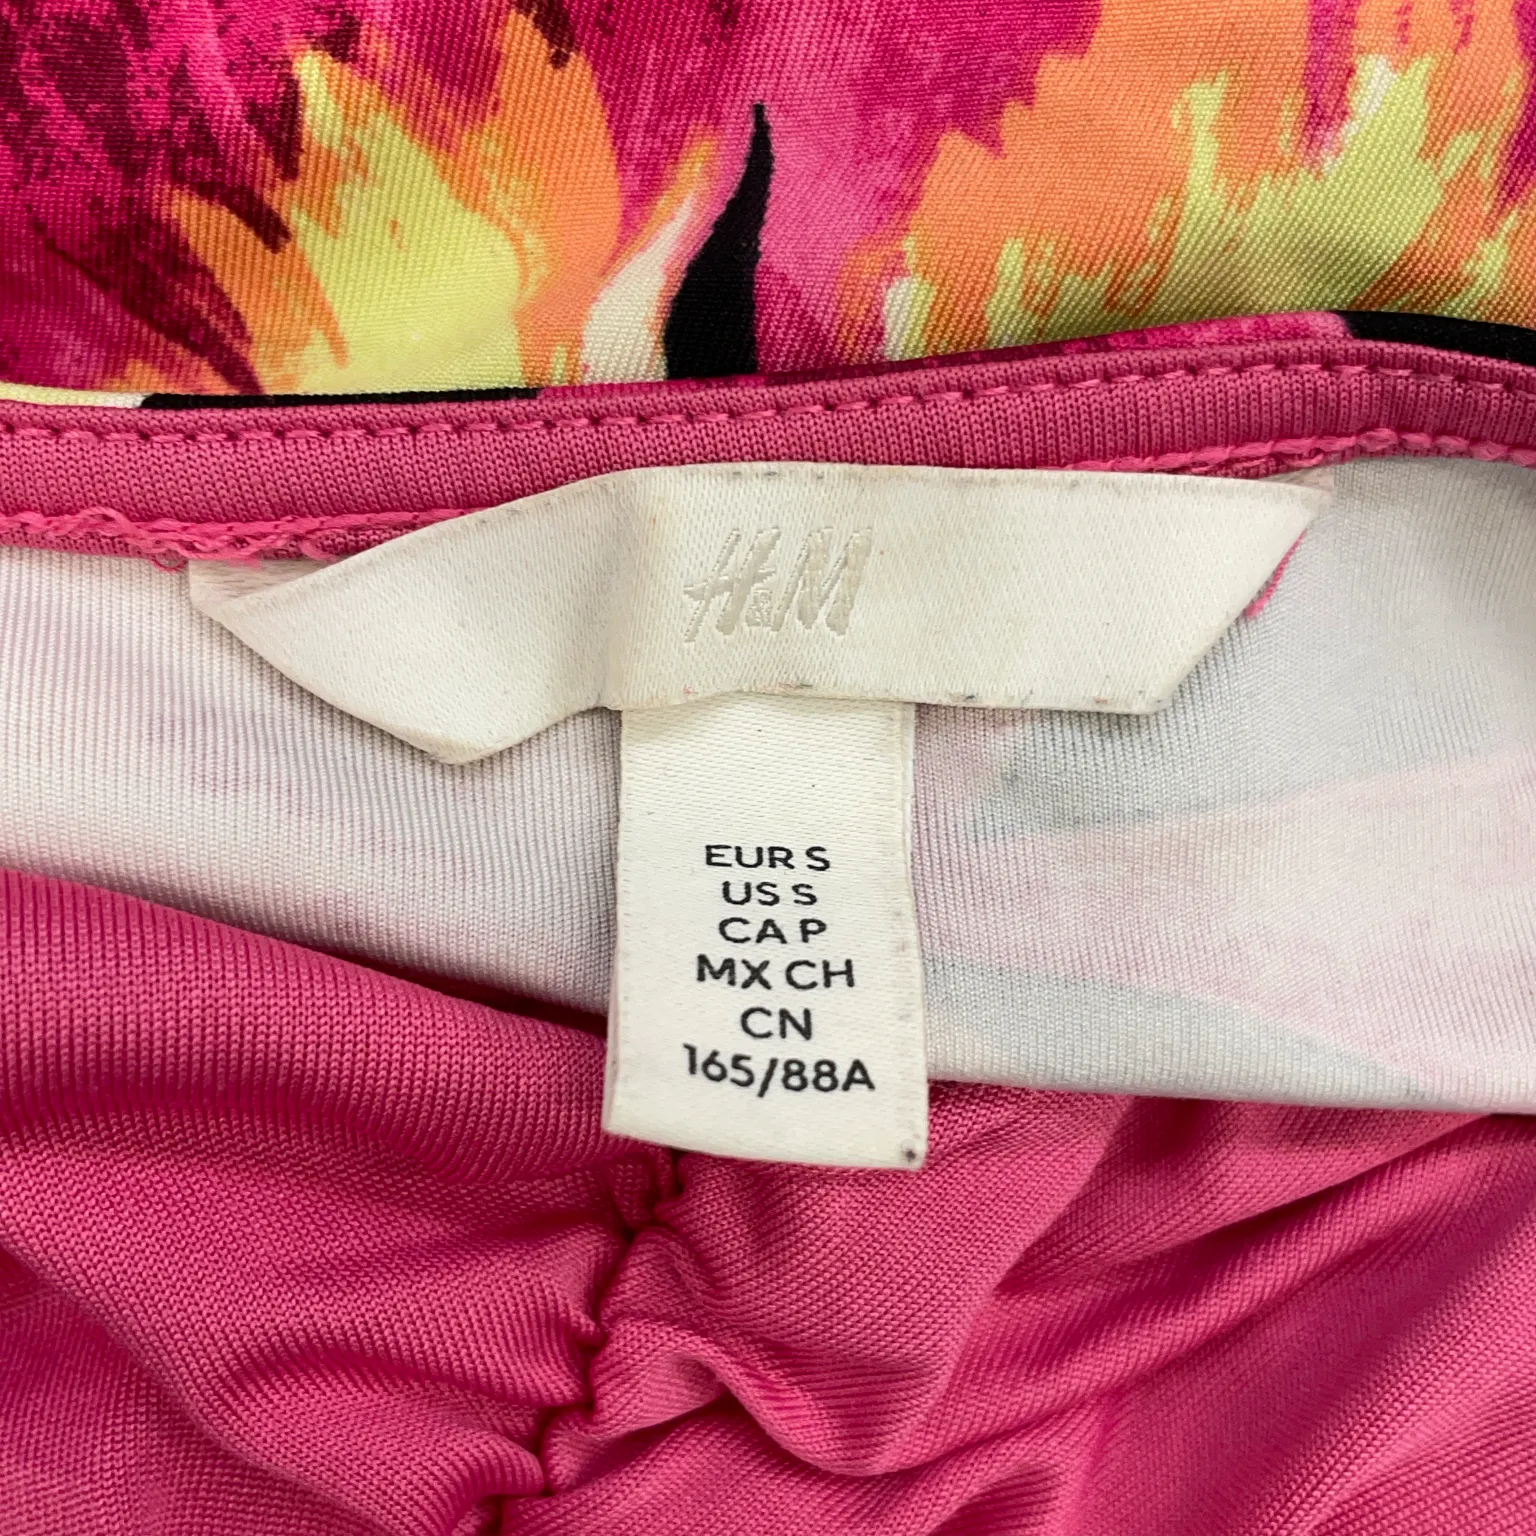 H&M
EUR S
US S
CA P
MX CH
CN
165/88A